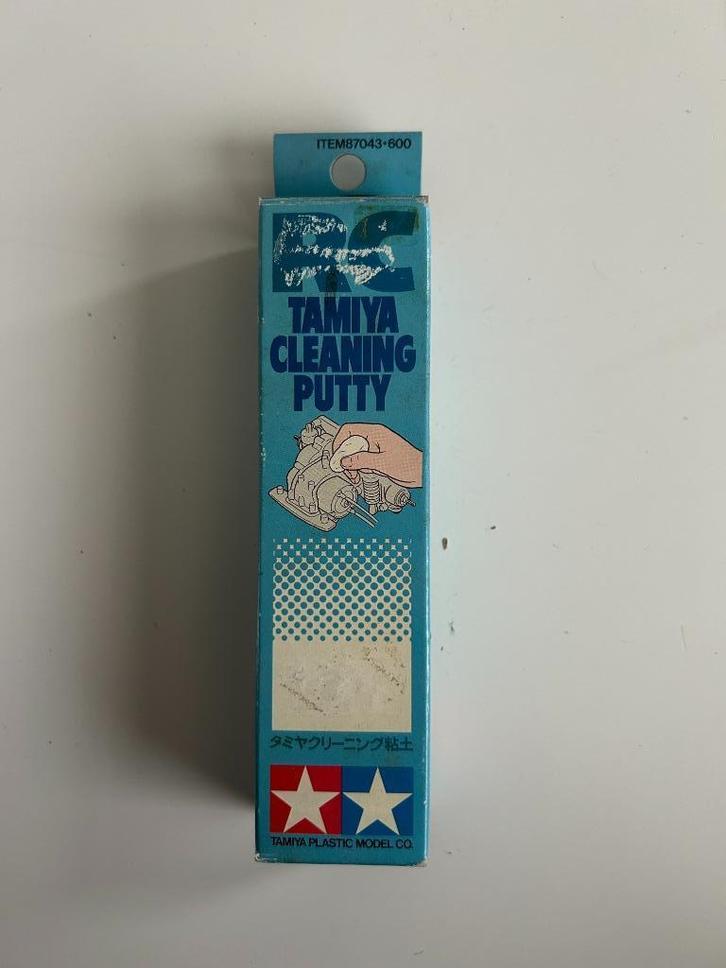 ITEM87043•600
RC
TAMIYA
CLEANING
PUTTY
タミヤクリーニング粘土
TAMIYA PLASTIC MODEL CO.